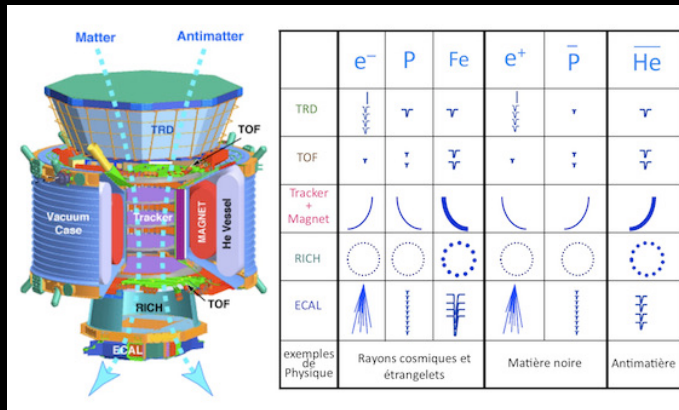 Matter
Antimatter
TRD
TOF
Vacuum
Case
Tracker
MAGNET
He Vessel
TOF
RICH
ECAL
e⁻ P Fe e⁺ P̅ H̅e̅
TRD
TOF
Tracker
+
Magnet
RICH
ECAL
exemples
de
Physique
Rayons cosmiques et
étrangelets
Matière noire
Antimatière